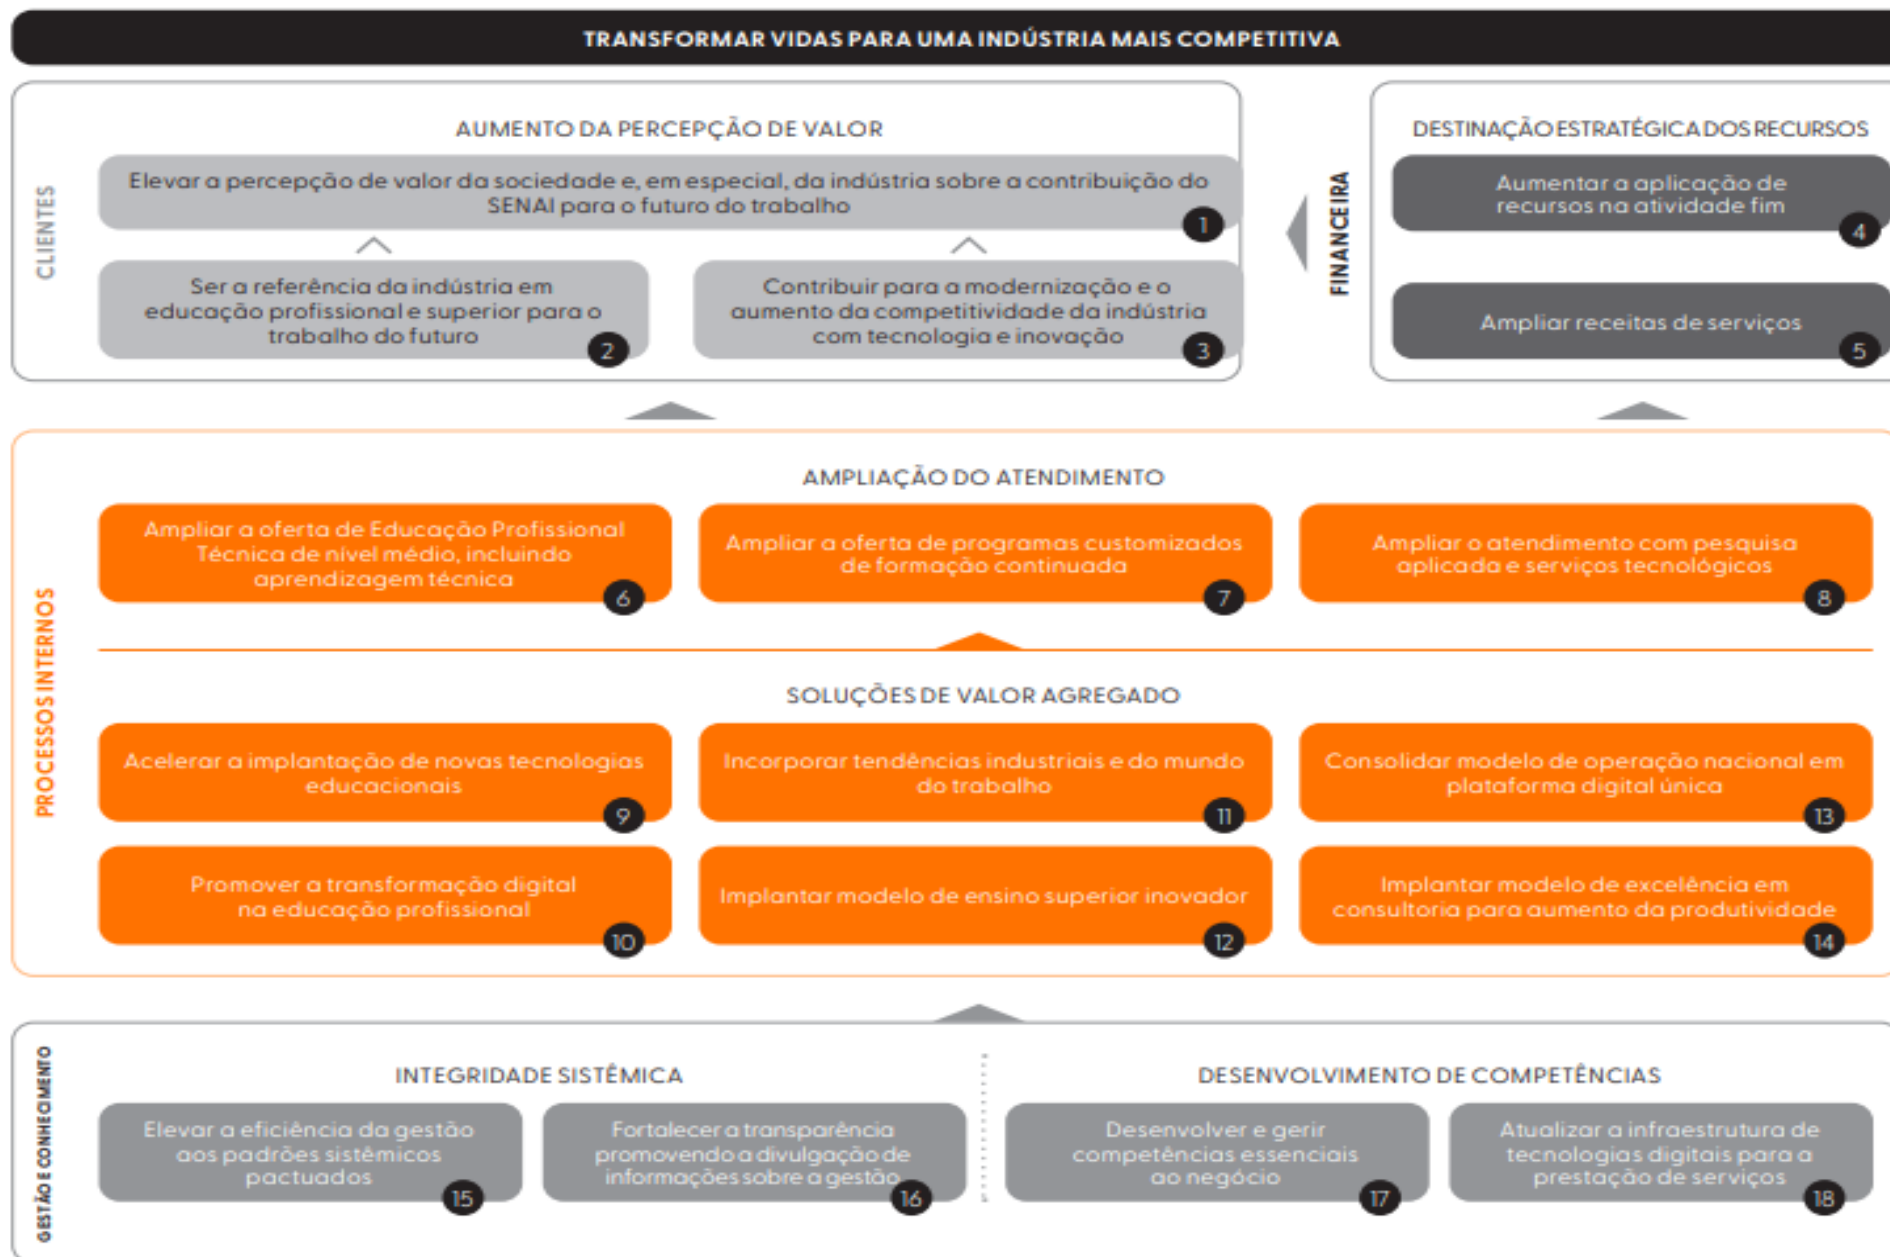 TRANSFORMAR VIDAS PARA UMA INDÚSTRIA MAIS COMPETITIVA
CLIENTES
AUMENTO DA PERCEPÇÃO DE VALOR
Elevar a percepção de valor da sociedade e, em especial, da indústria sobre a contribuição do
SENAI para o futuro do trabalho
1
Ser a referência da indústria em
educação profissional e superior para o
trabalho do futuro
2
Contribuir para a modernização e o
aumento da competitividade da indústria
com tecnologia e inovação
3
FINANCEIRA
DESTINAÇÃO ESTRATÉGICA DOS RECURSOS
Aumentar a aplicação de
recursos na atividade fim
4
Ampliar receitas de serviços
5
PROCESSOS INTERNOS
AMPLIAÇÃO DO ATENDIMENTO
Ampliar a oferta de Educação Profissional
Técnica de nível médio, incluindo
aprendizagem técnica
6
Ampliar a oferta de programas customizados
de formação continuada
7
Ampliar o atendimento com pesquisa
aplicada e serviços tecnológicos
8
SOLUÇÕES DE VALOR AGREGADO
Acelerar a implantação de novas tecnologias
educacionais
9
Incorporar tendências industriais e do mundo
do trabalho
11
Consolidar modelo de operação nacional em
plataforma digital única
13
Promover a transformação digital
na educação profissional
10
Implantar modelo de ensino superior inovador
12
Implantar modelo de excelência em
consultoria para aumento da produtividade
14
GESTÃO E CONHECIMENTO
INTEGRIDADE SISTÊMICA
Elevar a eficiência da gestão
aos padrões sistêmicos
pactuados
15
Fortalecer a transparência
promovendo a divulgação de
informações sobre a gestão
16
DESENVOLVIMENTO DE COMPETÊNCIAS
Desenvolver e gerir
competências essenciais
ao negócio
17
Atualizar a infraestrutura de
tecnologias digitais para a
prestação de serviços
18